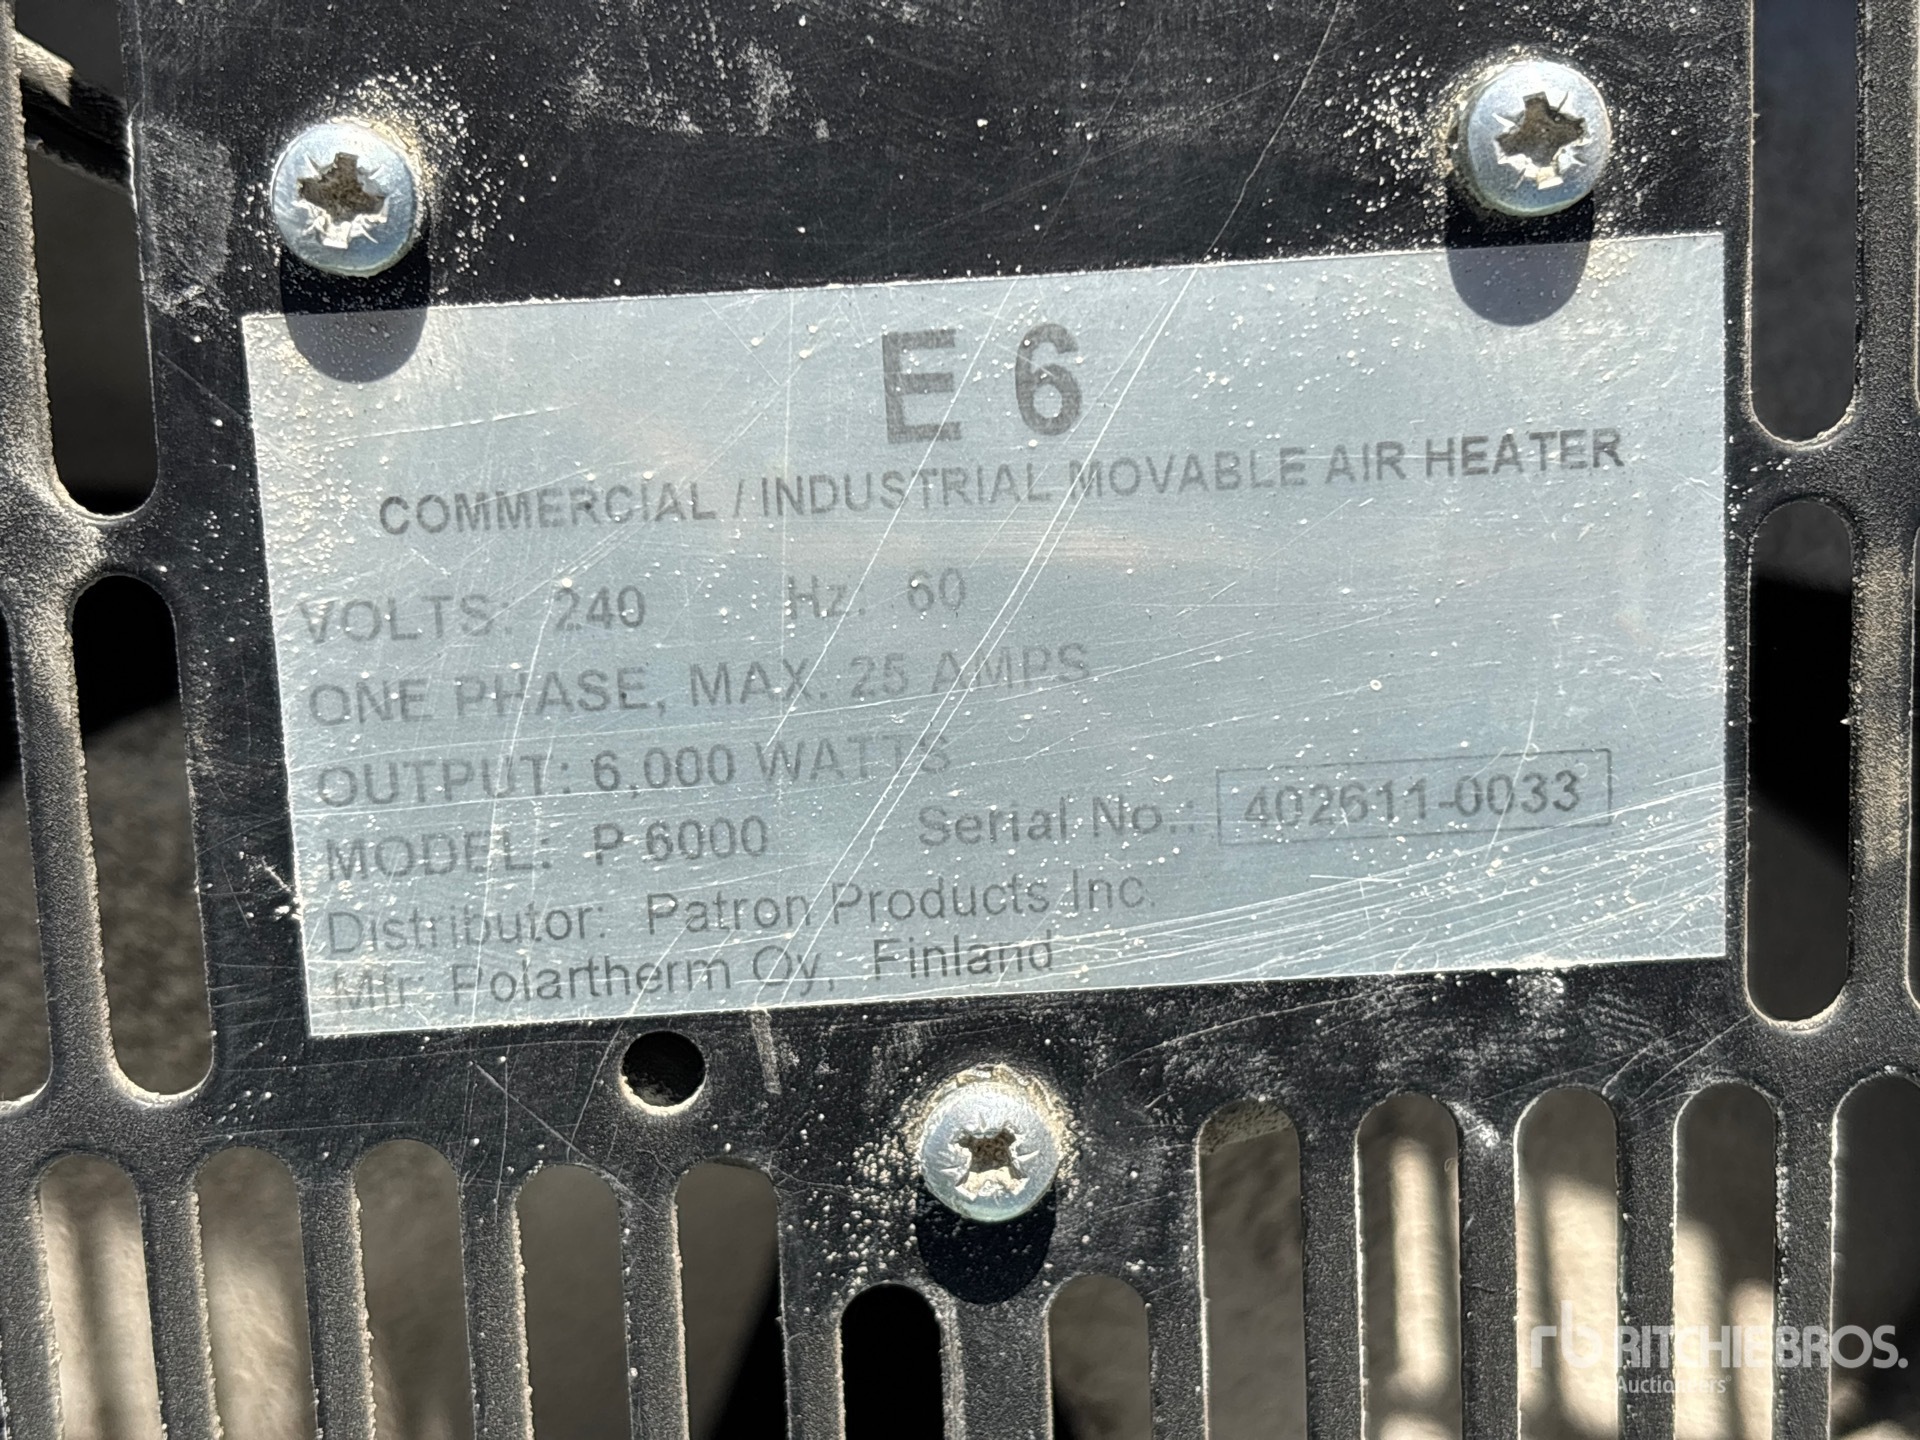 E 6
COMMERCIAL / INDUSTRIAL MOVABLE AIR HEATER
VOLTS: 240 Hz. 60
ONE PHASE, MAX. 25 AMPS
OUTPUT: 6,000 WATTS
MODEL: P 6000 Serial No.: 402611-0033
Distributor: Patron Products Inc.
Mfr: Polartherm Oy, Finland
rb RITCHIE BROS.
Auctioneers